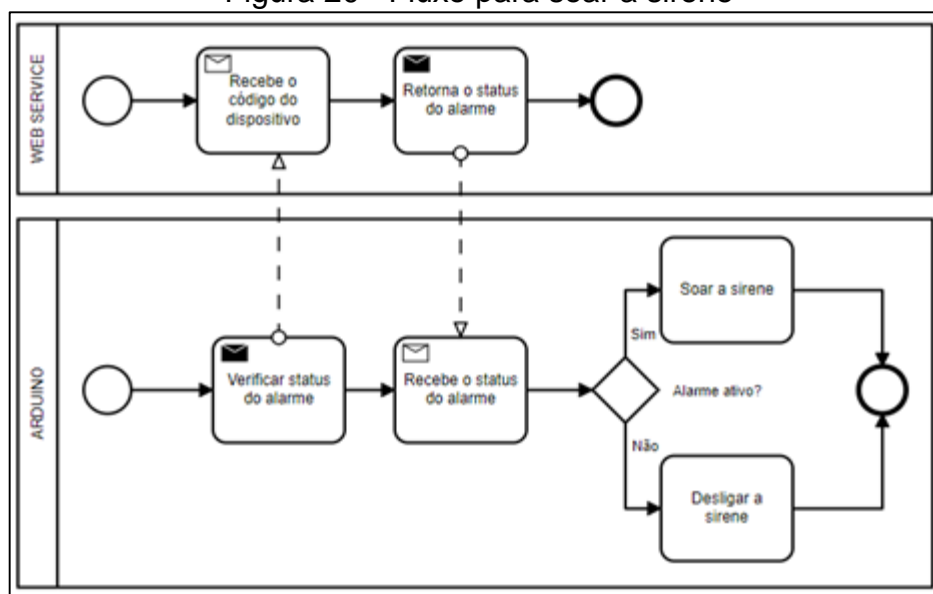 WEB SERVICE
Recebe o
código do
dispositivo
Retorna o status
do alarme
ARDUINO
Verificar status
do alarme
Recebe o status
do alarme
Alarme ativo?
Sim
Soar a sirene
Não
Desligar a
sirene